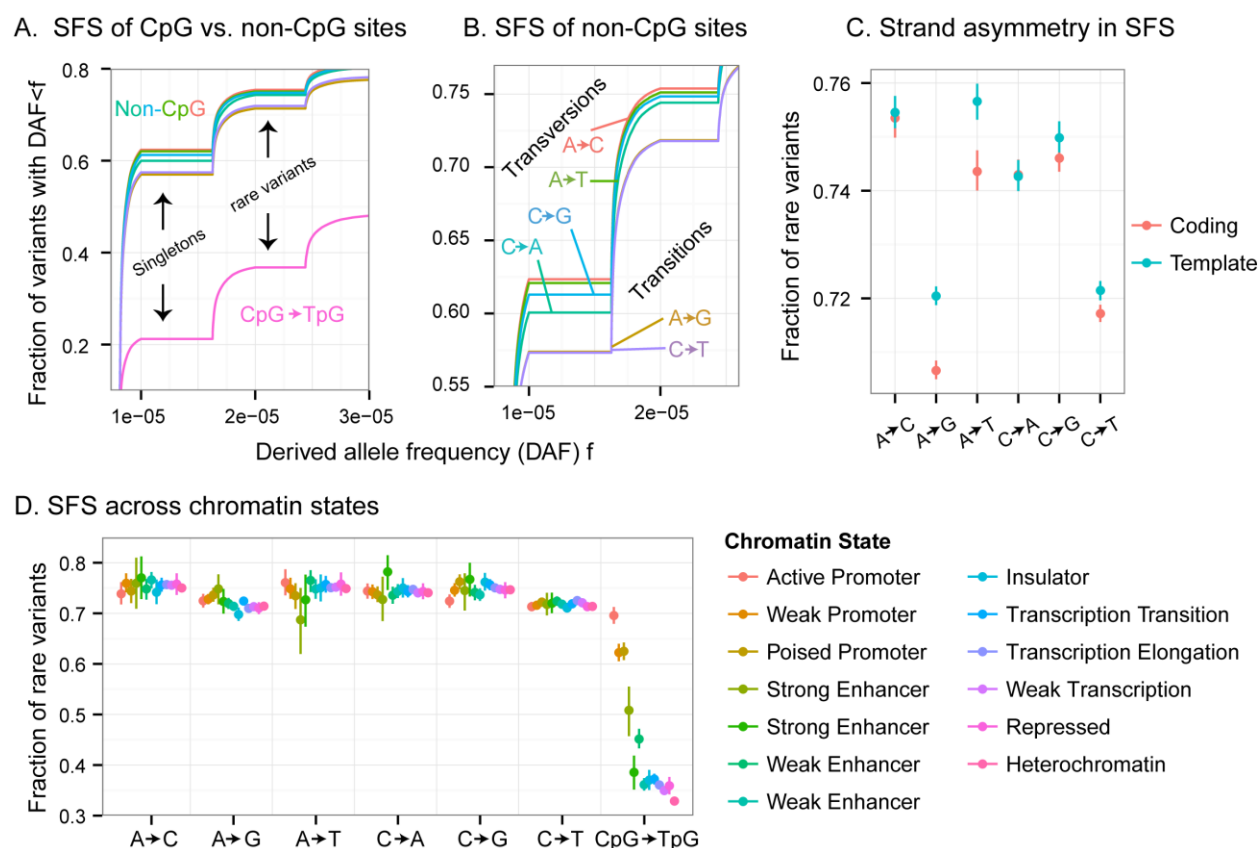 A. SFS of CpG vs. non-CpG sites
Fraction of variants with DAF<f
0.8
0.6
0.4
0.2
Non-CpG
Singletons
rare variants
CpG→TpG
1e-05
2e-05
3e-05
B. SFS of non-CpG sites
0.75
0.70
0.65
0.60
0.55
Transversions
A→C
A→T
C→G
C→A
Transitions
A→G
C→T
1e-05
2e-05
Derived allele frequency (DAF) f
C. Strand asymmetry in SFS
Fraction of rare variants
0.76
0.74
0.72
A→C
A→G
A→T
C→A
C→G
C→T
Coding
Template
D. SFS across chromatin states
Fraction of rare variants
0.8
0.7
0.6
0.5
0.4
0.3
A→C
A→G
A→T
C→A
C→G
C→T
CpG→TpG
Chromatin State
Active Promoter
Weak Promoter
Poised Promoter
Strong Enhancer
Strong Enhancer
Weak Enhancer
Weak Enhancer
Insulator
Transcription Transition
Transcription Elongation
Weak Transcription
Repressed
Heterochromatin